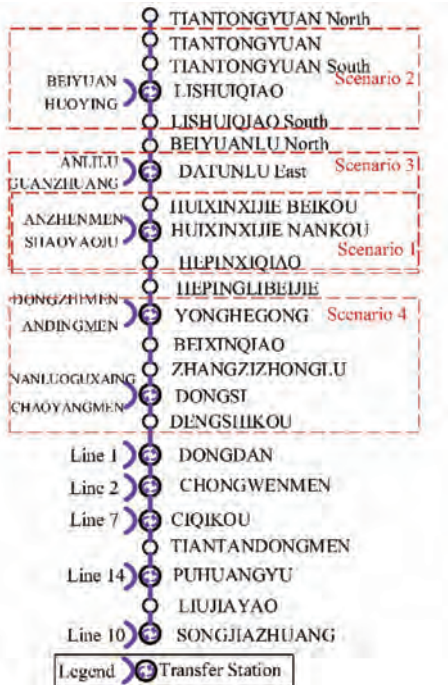 TIANTONGYUAN North
TIANTONGYUAN
TIANTONGYUAN South
Scenario 2
BEIYUAN
HUOYING
LISHUIQIAO
LISHUIQIAO South
BEIYUANLU North
ANLILU
GUANZHUANG
DATUNLU East
Scenario 3
HUIXINXIJIE BEIKOU
ANZHENMEN
SHAOYAOJU
HUIXINXIJIE NANKOU
Scenario 1
HEPINXIQIAO
HEPINGLIBEIJIE
DONGZHIMEN
ANDINGMEN
YONGHEGONG
Scenario 4
BEIXINQIAO
ZHANGZIZHONGLU
NANLUOGUXAING
CHAOYANGMEN
DONGSI
DENGSHIKOU
Line 1 DONGDAN
Line 2 CHONGWENMEN
Line 7 CIQIKOU
TIANTANDONGMEN
Line 14 PUHUANGYU
LIUJIAYAO
Line 10 SONGJIAZHUANG
Legend Transfer Station